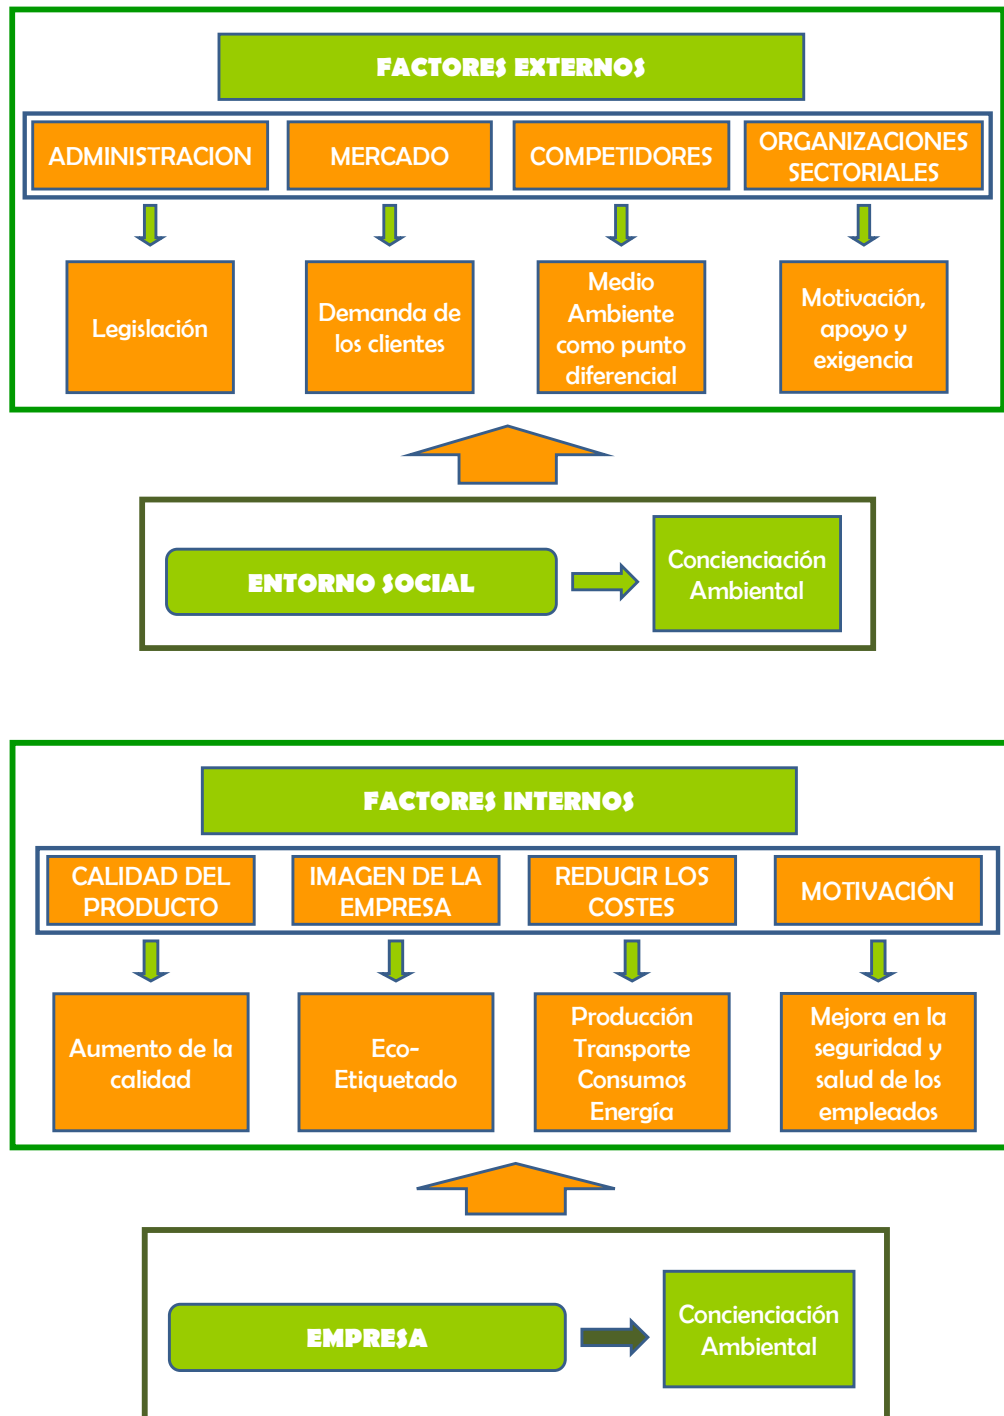 FACTORES EXTERNOS
ADMINISTRACION
MERCADO
COMPETIDORES
ORGANIZACIONES
SECTORIALES
Legislación
Demanda de
los clientes
Medio
Ambiente
como punto
diferencial
Motivación,
apoyo y
exigencia
ENTORNO SOCIAL
Concienciación
Ambiental
FACTORES INTERNOS
CALIDAD DEL
PRODUCTO
IMAGEN DE LA
EMPRESA
REDUCIR LOS
COSTES
MOTIVACIÓN
Aumento de la
calidad
Eco-
Etiquetado
Producción
Transporte
Consumos
Energía
Mejora en la
seguridad y
salud de los
empleados
EMPRESA
Concienciación
Ambiental